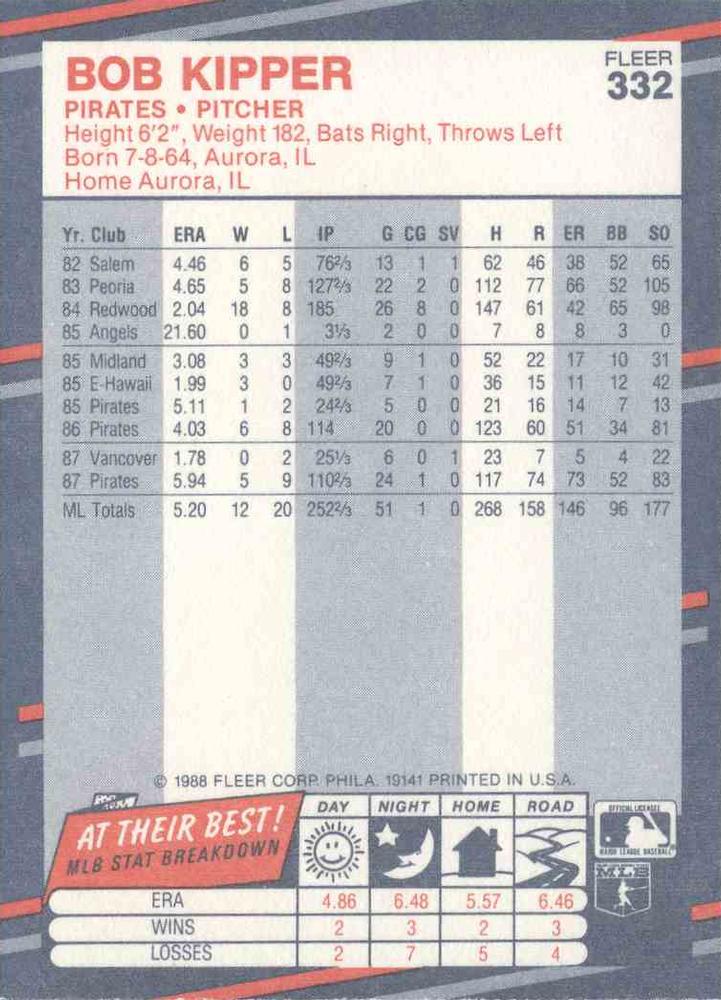 BOB KIPPER
FLEER
332
PIRATES • PITCHER
Height 6'2", Weight 182, Bats Right, Throws Left
Born 7-8-64, Aurora, IL
Home Aurora, IL
Yr. Club ERA W L IP G CG SV H R ER BB SO
82 Salem 4.46 6 5 76⅔ 13 1 1 62 46 38 52 65
83 Peoria 4.65 5 8 127⅔ 22 2 0 112 77 66 52 105
84 Redwood 2.04 18 8 185 26 8 0 147 61 42 65 98
85 Angels 21.60 0 1 3⅓ 2 0 0 7 8 8 3 0
85 Midland 3.08 3 3 49⅔ 9 1 0 52 22 17 10 31
85 E-Hawaii 1.99 3 0 49⅔ 7 1 0 36 15 11 12 42
85 Pirates 5.11 1 2 24⅔ 5 0 0 21 16 14 7 13
86 Pirates 4.03 6 8 114 20 0 0 123 60 51 34 81
87 Vancover 1.78 0 2 25⅓ 6 0 1 23 7 5 4 22
87 Pirates 5.94 5 9 110⅔ 24 1 0 117 74 73 52 83
ML Totals 5.20 12 20 252⅔ 51 1 0 268 158 146 96 177
© 1988 FLEER CORP. PHILA. 19141 PRINTED IN U.S.A.
AT THEIR BEST!
MLB STAT BREAKDOWN
DAY NIGHT HOME ROAD
OFFICIAL LICENSEE
MAJOR LEAGUE BASEBALL
MLB
ERA 4.86 6.48 5.57 6.46
WINS 2 3 2 3
LOSSES 2 7 5 4